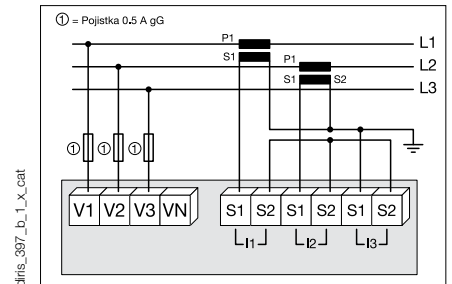 ① = Pojistka 0.5 A gG
P1 L1
S1 P1 L2
S1 S2 L3
① ① ①
V1 V2 V3 VN S1 S2 S1 S2 S1 S2
I1 I2 I3
diris_397_b_1_x_cat